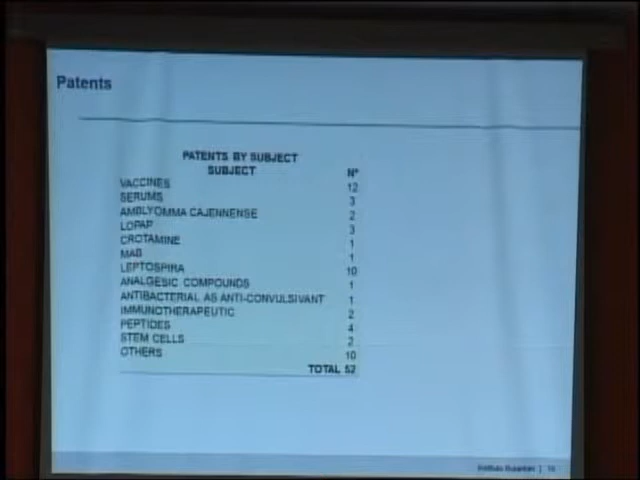 Patents
PATENTS BY SUBJECT
SUBJECT Nº
VACCINES 12
SERUMS 3
AMBLYOMMA CAJENNENSE 2
LOPAP 3
CROTAMINE 1
MAB 1
LEPTOSPIRA 10
ANALGESIC COMPOUNDS 1
ANTIBACTERIAL AS ANTI-CONVULSIVANT 1
IMMUNOTHERAPEUTIC 2
PEPTIDES 4
STEM CELLS 2
OTHERS 10
TOTAL 52